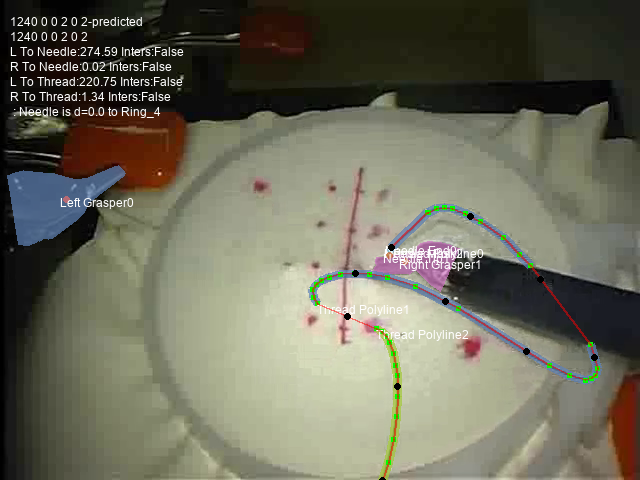 1240 0 0 2 0 2-predicted
1240 0 0 2 0 2
L To Needle:274.59 Inters:False
R To Needle:0.02 Inters:False
L To Thread:220.75 Inters:False
R To Thread:1.34 Inters:False
: Needle is d=0.0 to Ring_4
Left Grasper0
Needle End0
Right Grasper1
Thread Polyline1
Thread Polyline2